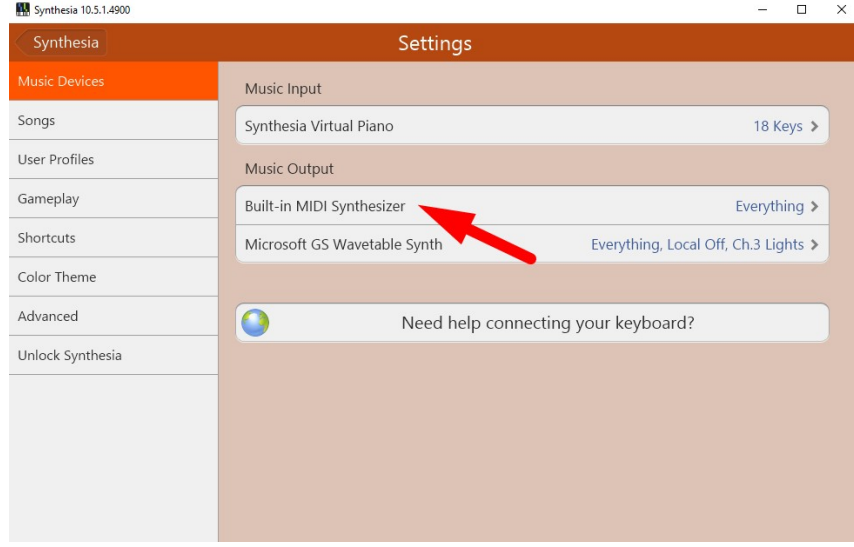 Synthesia 10.5.1.4900
Synthesia
Settings
Music Devices
Songs
User Profiles
Gameplay
Shortcuts
Color Theme
Advanced
Unlock Synthesia
Music Input
Synthesia Virtual Piano 18 Keys
Music Output
Built-in MIDI Synthesizer Everything
Microsoft GS Wavetable Synth Everything, Local Off, Ch.3 Lights
Need help connecting your keyboard?